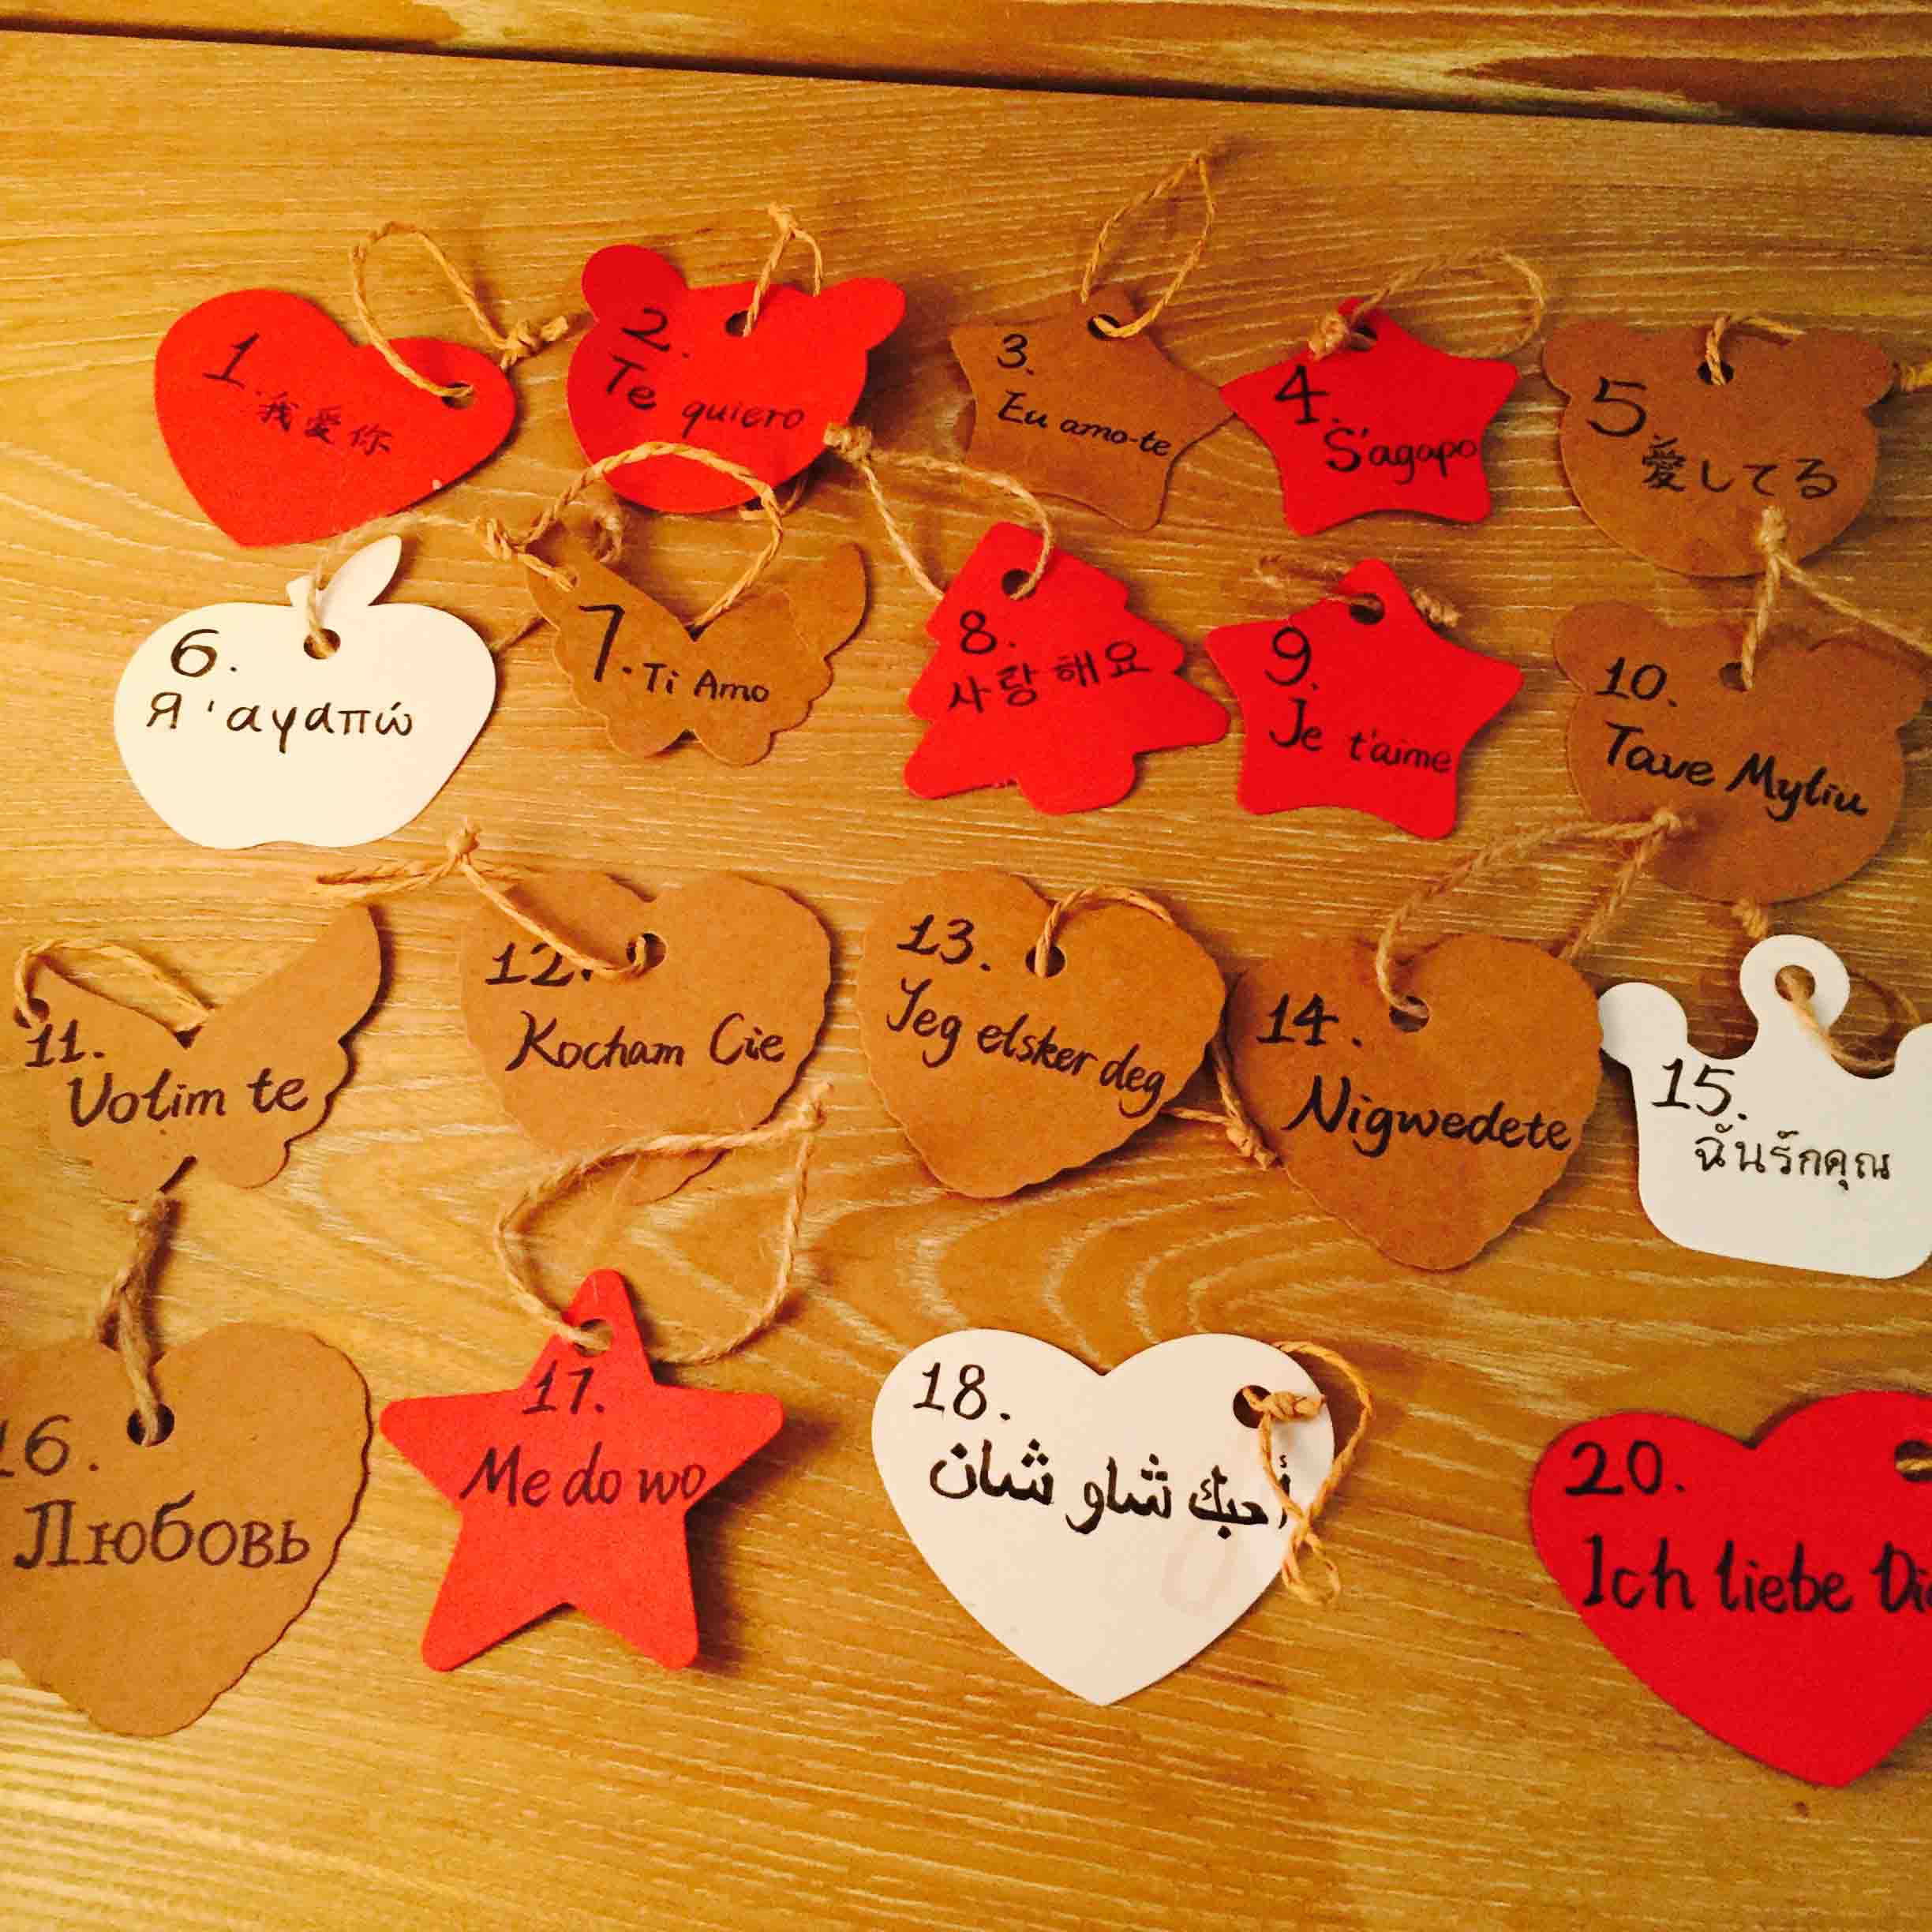 1. 我愛你
2.
Te quiero
3.
Eu amo-te
4.
S'agapo
5.
愛してる
6.
Я 'αγαπώ
7. Ti Amo
8.
사랑해요
9.
Je t'aime
10.
Tave Myliu
11.
Volim te
12.
Kocham Cie
13.
Jeg elsker deg
14.
Nigwedete
15.
ฉันรักคุณ
16.
Любовь
17.
Me do wo
18.
أحبك شاو شان
20.
Ich liebe